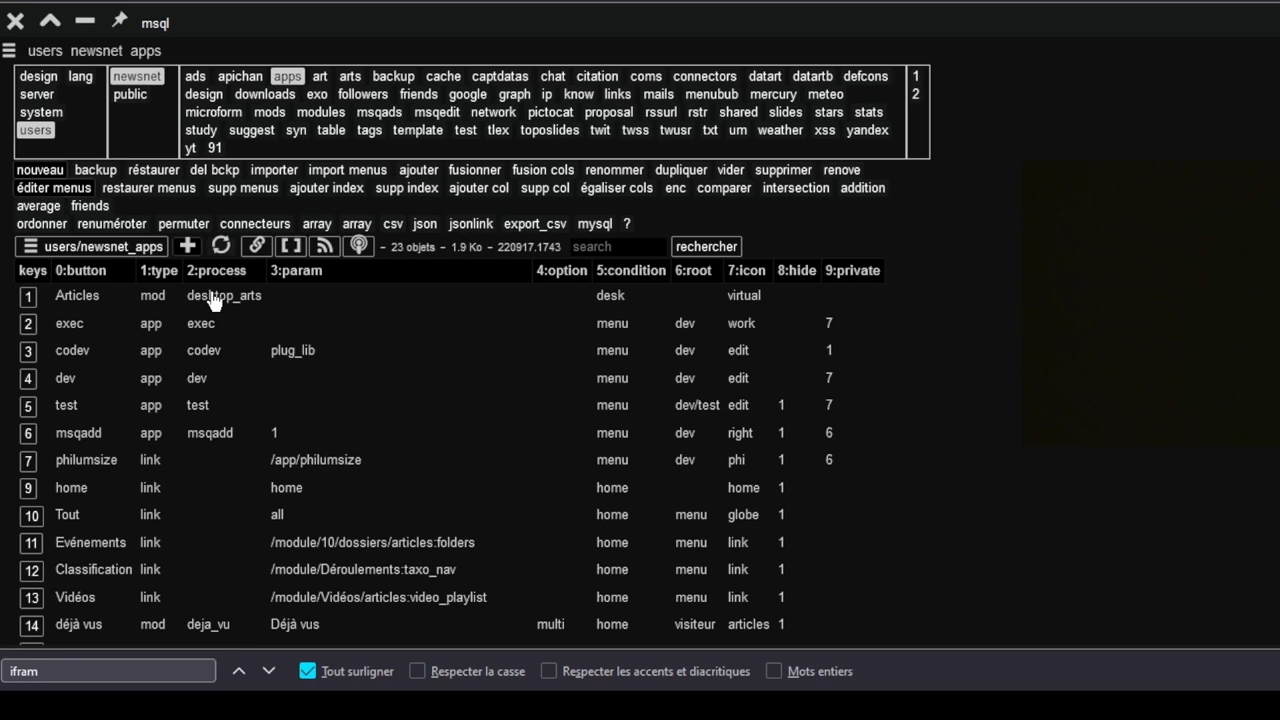 msql
users newsnet apps
design lang newsnet ads apichan apps art arts backup cache captdatas chat citation coms connectors datart datartb defcons 1
server public design downloads exo followers friends google graph ip know links mails menubub mercury meteo 2
system microform mods modules msqads msqedit network pictocat proposal rssurl rstr shared slides stars stats
users study suggest syn table tags template test tlex toposlides twit twss twusr txt um weather xss yandex
yt 91
nouveau backup réstaurer del bckp importer import menus ajouter fusionner fusion cols renommer dupliquer vider supprimer renove
éditer menus restaurer menus supp menus ajouter index supp index ajouter col supp col égaliser cols enc comparer intersection addition
average friends
ordonner renuméroter permuter connecteurs array array csv json jsonlink export_csv mysql ?
users/newsnet_apps - 23 objets - 1.9 Ko - 220917.1743 search rechercher
keys 0:button 1:type 2:process 3:param 4:option 5:condition 6:root 7:icon 8:hide 9:private
1 Articles mod desktop_arts desk virtual
2 exec app exec menu dev work 7
3 codev app codev plug_lib menu dev edit 1
4 dev app dev menu dev edit 7
5 test app test menu dev/test edit 1 7
6 msqadd app msqadd 1 menu dev right 1 6
7 philumsize link /app/philumsize menu dev phi 1 6
9 home link home home home 1
10 Tout link all home menu globe 1
11 Evénements link /module/10/dossiers/articles:folders home menu link 1
12 Classification link /module/Déroulements:taxo_nav home menu link 1
13 Vidéos link /module/Vidéos/articles:video_playlist home menu link 1
14 déjà vus mod deja_vu Déjà vus multi home visiteur articles 1
ifram Tout surligner Respecter la casse Respecter les accents et diacritiques Mots entiers